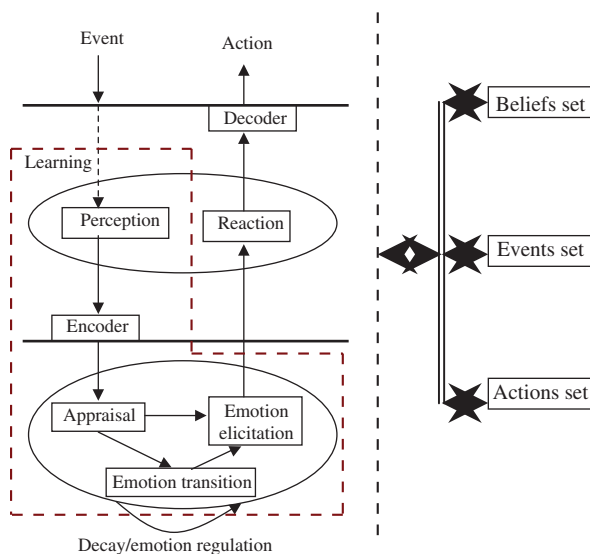 Event
Action
Decoder
Beliefs set
Learning
Perception
Reaction
Events set
Encoder
Appraisal
Emotion
elicitation
Actions set
Emotion transition
Decay/emotion regulation